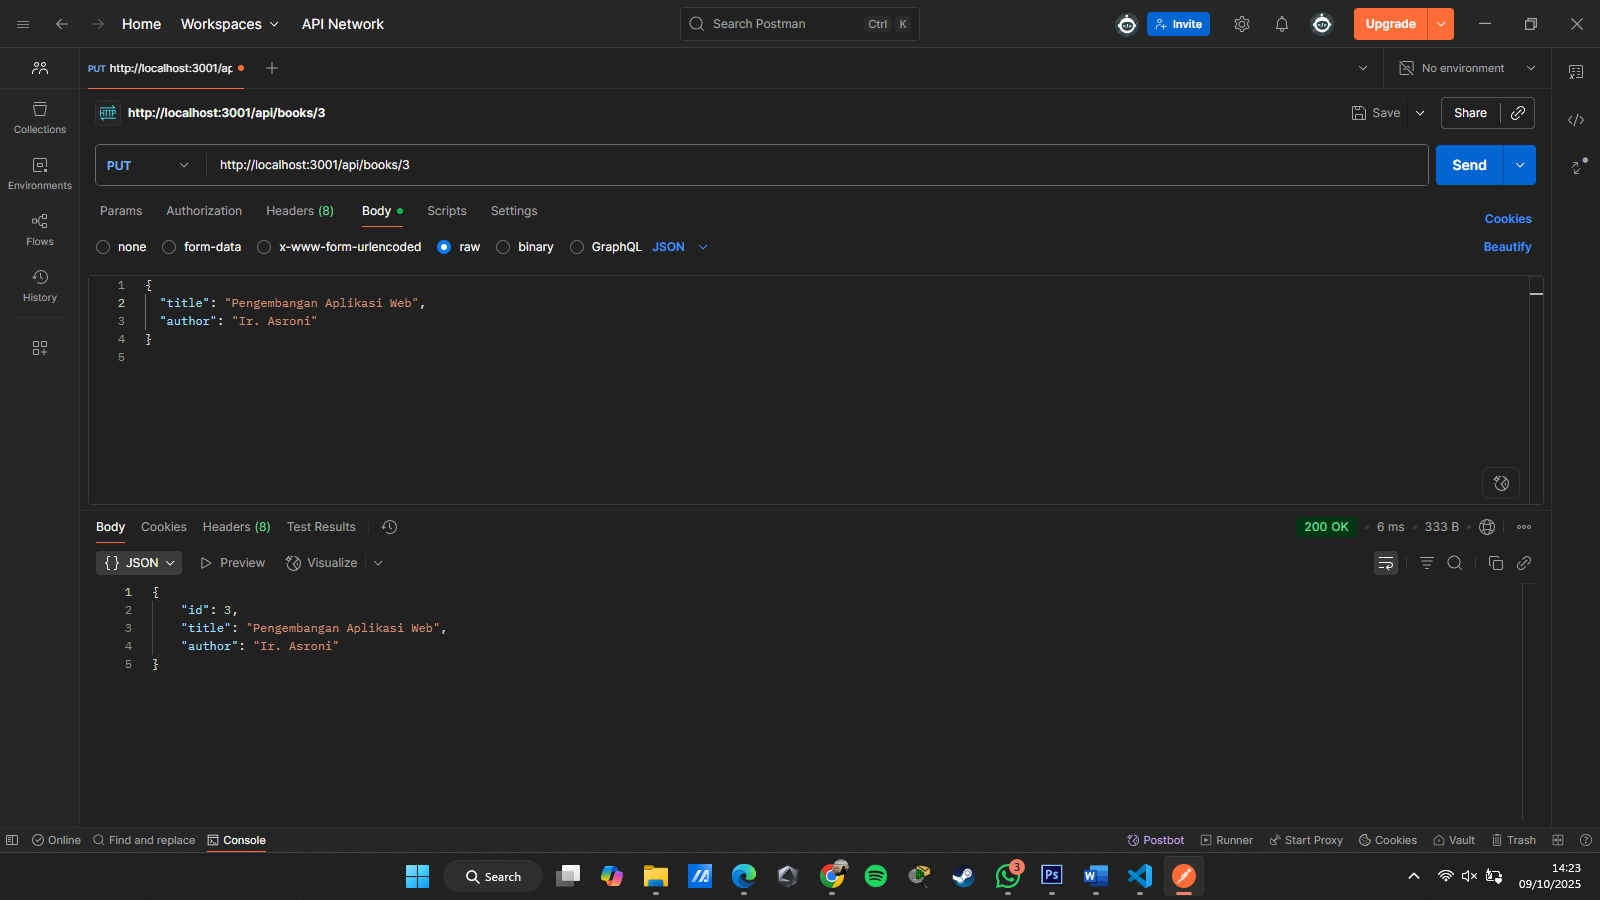 Home Workspaces API Network Search Postman Ctrl K Invite Upgrade
PUT http://localhost:3001/ap No environment
Collections
Environments
Flows
History
HTTP http://localhost:3001/api/books/3 Save Share
PUT http://localhost:3001/api/books/3 Send
Params Authorization Headers (8) Body Scripts Settings Cookies
none form-data x-www-form-urlencoded raw binary GraphQL JSON Beautify
1 {
2 "title": "Pengembangan Aplikasi Web",
3 "author": "Ir. Asroni"
4 }
5
Body Cookies Headers (8) Test Results 200 OK 6 ms 333 B
{} JSON Preview Visualize
1 {
2 "id": 3,
3 "title": "Pengembangan Aplikasi Web",
4 "author": "Ir. Asroni"
5 }
Online Find and replace Console Postbot Runner Start Proxy Cookies Vault Trash
Search 3 Ps W 14:23
09/10/2025